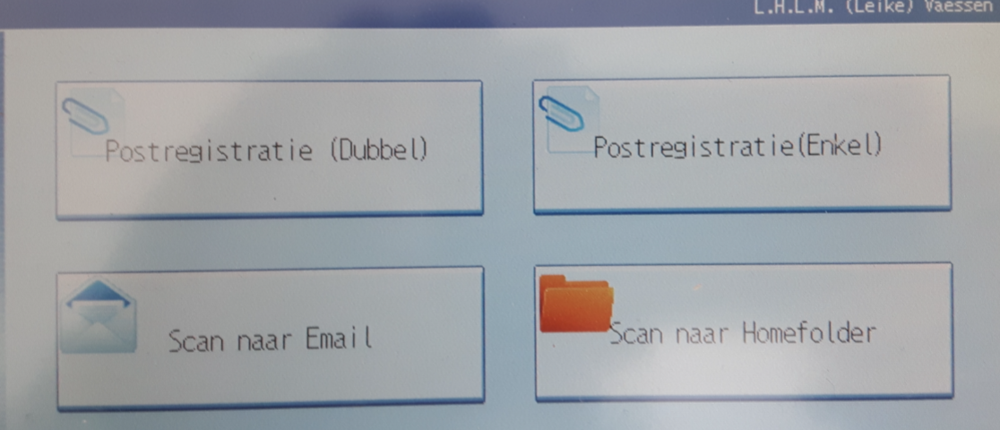 L.H.L.M. (Leike) Vaessen
Postregistratie (Dubbel)
Postregistratie(Enkel)
Scan naar Email
Scan naar Homefolder